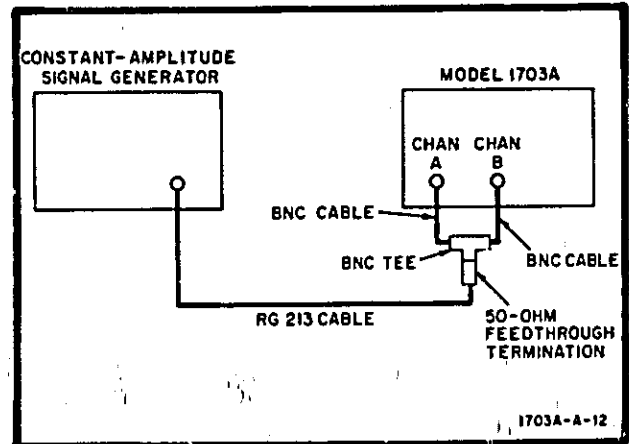 CONSTANT-AMPLITUDE
SIGNAL GENERATOR
MODEL 1703A
CHAN
A
CHAN
B
BNC CABLE
BNC TEE
BNC CABLE
RG 213 CABLE
50-OHM
FEEDTHROUGH
TERMINATION
1703A-A-12